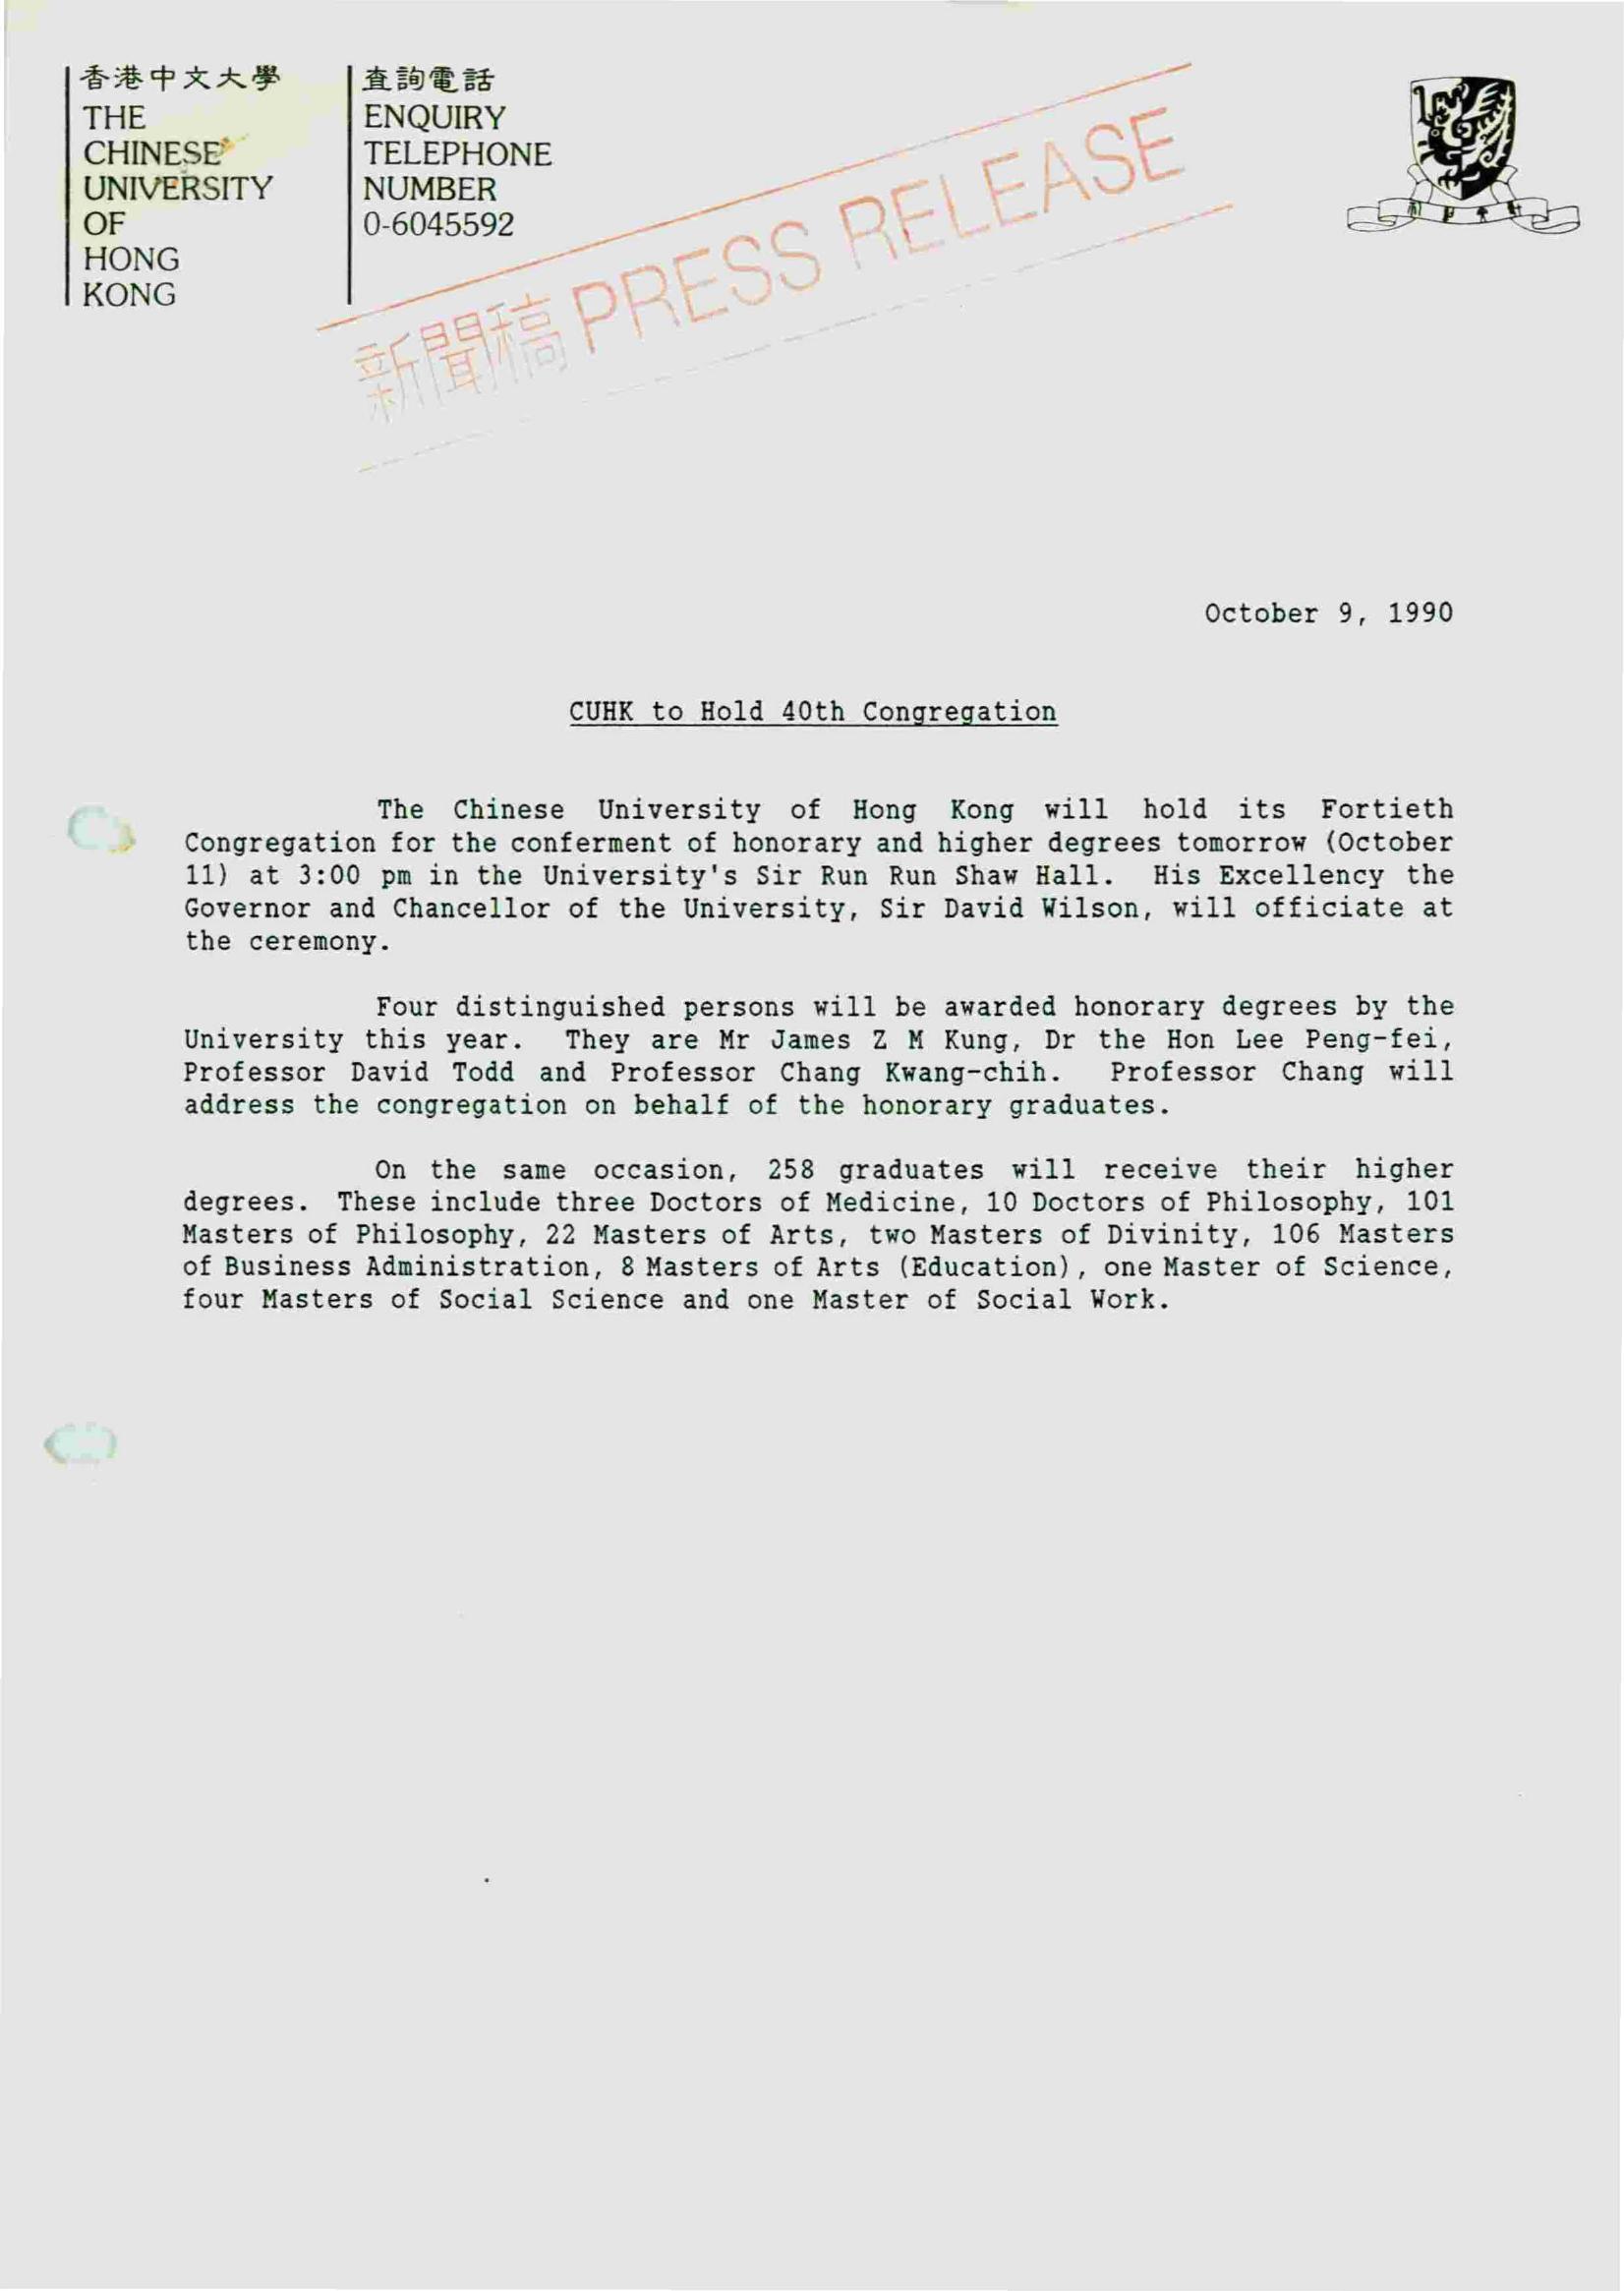 香港中文大學
THE
CHINESE
UNIVERSITY
OF
HONG
KONG
查詢電話
ENQUIRY
TELEPHONE
NUMBER
0-6045592
新聞稿 PRESS RELEASE
October 9, 1990
CUHK to Hold 40th Congregation
The Chinese University of Hong Kong will hold its Fortieth
Congregation for the conferment of honorary and higher degrees tomorrow (October
11) at 3:00 pm in the University's Sir Run Run Shaw Hall. His Excellency the
Governor and Chancellor of the University, Sir David Wilson, will officiate at
the ceremony.
Four distinguished persons will be awarded honorary degrees by the
University this year. They are Mr James Z M Kung, Dr the Hon Lee Peng-fei,
Professor David Todd and Professor Chang Kwang-chih. Professor Chang will
address the congregation on behalf of the honorary graduates.
On the same occasion, 258 graduates will receive their higher
degrees. These include three Doctors of Medicine, 10 Doctors of Philosophy, 101
Masters of Philosophy, 22 Masters of Arts, two Masters of Divinity, 106 Masters
of Business Administration, 8 Masters of Arts (Education), one Master of Science,
four Masters of Social Science and one Master of Social Work.